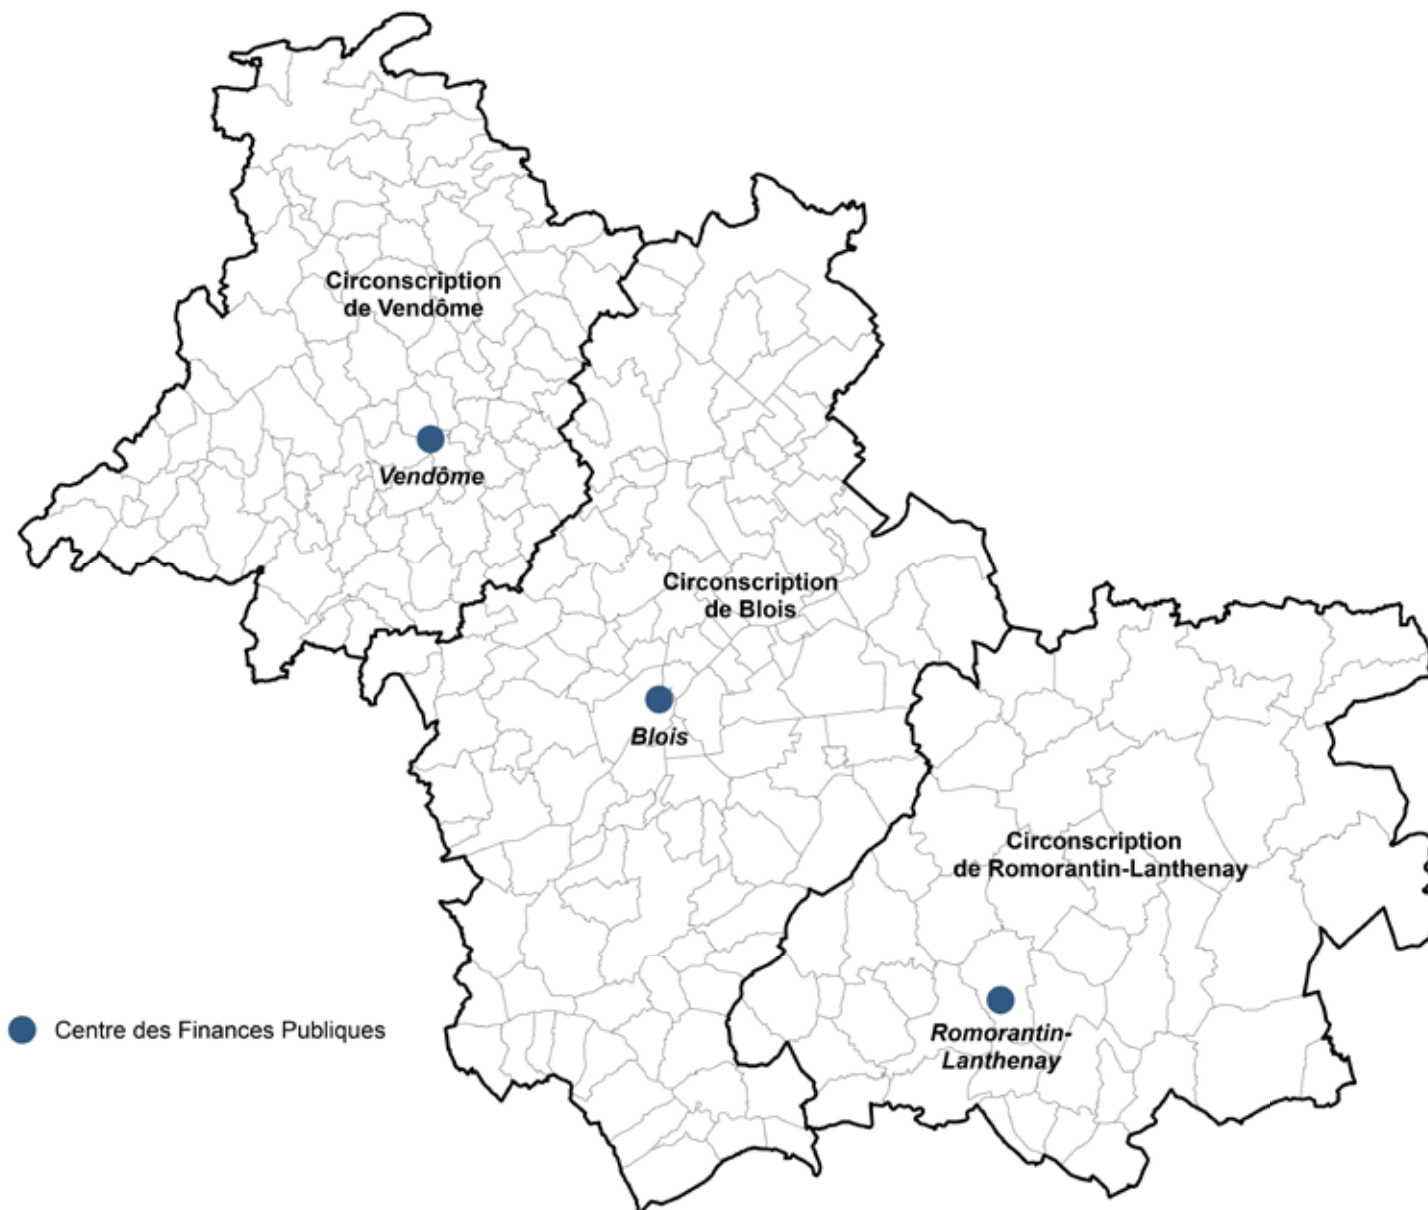 Circonscription
de Vendôme
Vendôme
Circonscription
de Blois
Blois
Circonscription
de Romorantin-Lanthenay
Romorantin-
Lanthenay
Centre des Finances Publiques